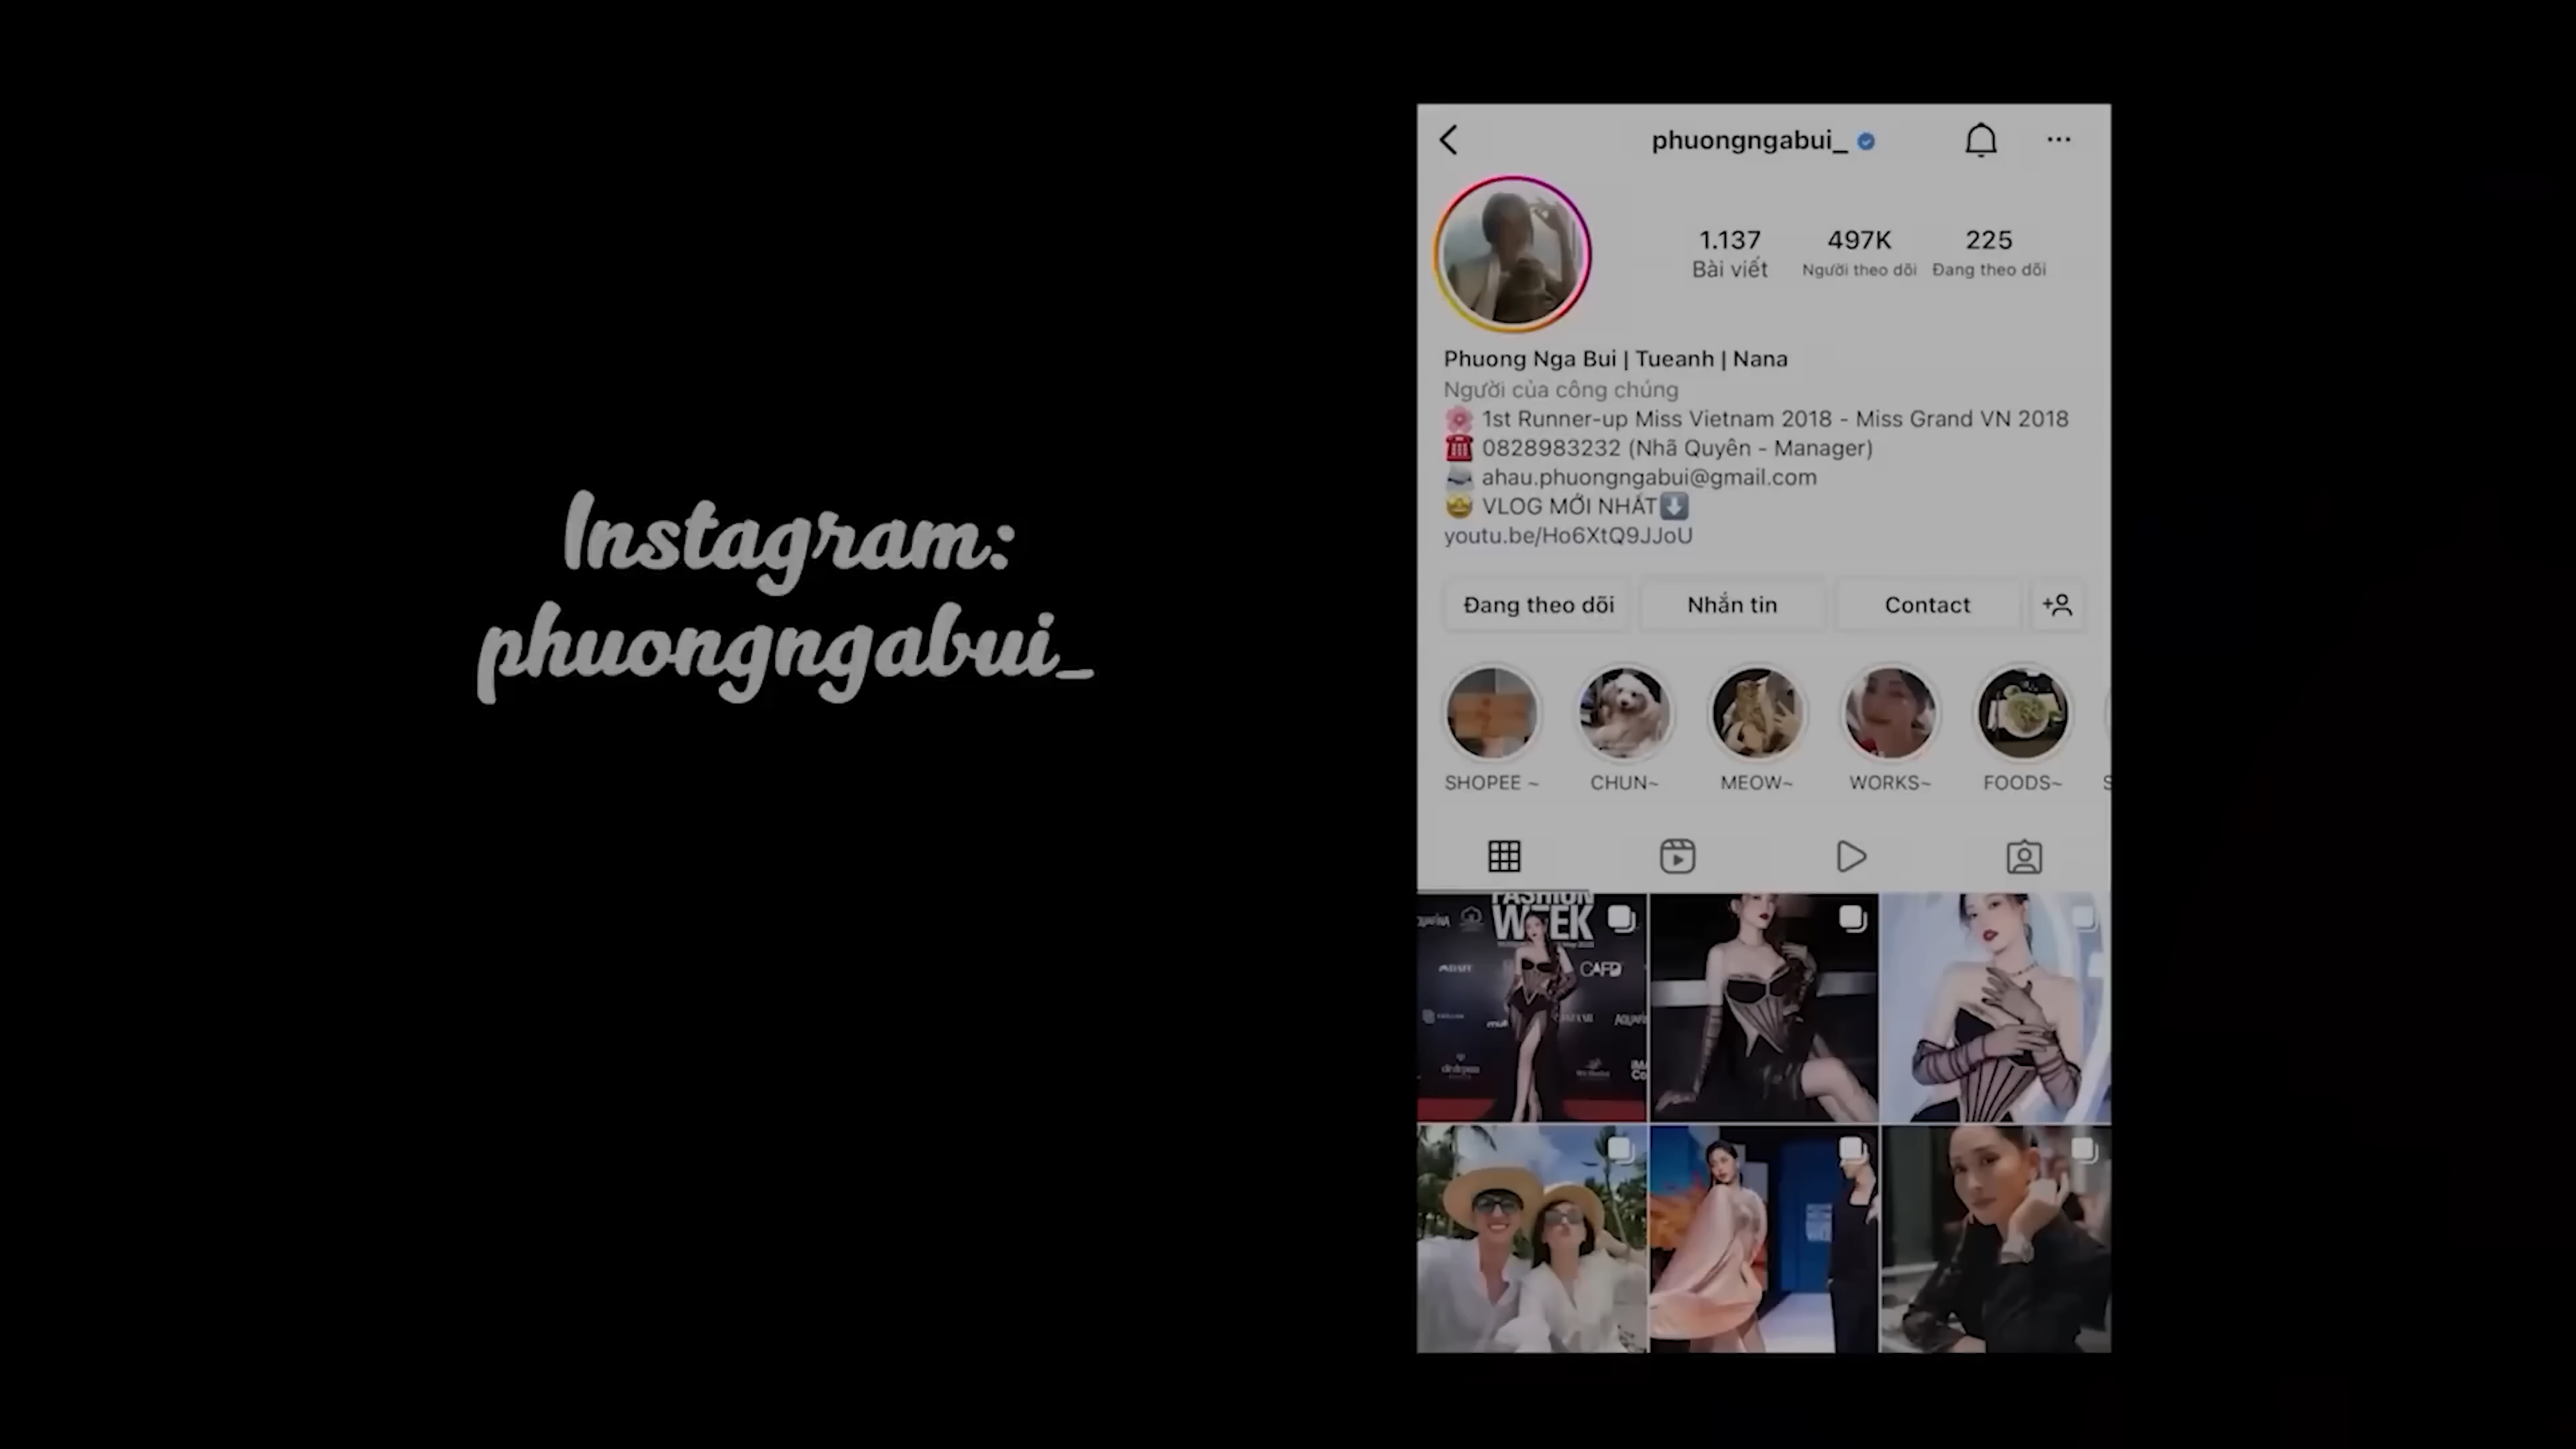 Instagram:
phuongngabui_
phuongngabui_
1.137
Bài viết
497K
Người theo dõi
225
Đang theo dõi
Phuong Nga Bui | Tueanh | Nana
Người của công chúng
🌸 1st Runner-up Miss Vietnam 2018 - Miss Grand VN 2018
☎️ 0828983232 (Nhã Quyên - Manager)
ahau.phuongngabui@gmail.com
🤩 VLOG MỚI NHẤT⬇️
youtu.be/Ho6XtQ9JJoU
Đang theo dõi
Nhắn tin
Contact
SHOPEE ~
CHUN~
MEOW~
WORKS~
FOODS~
S
FASHION
WEEK
CAFD